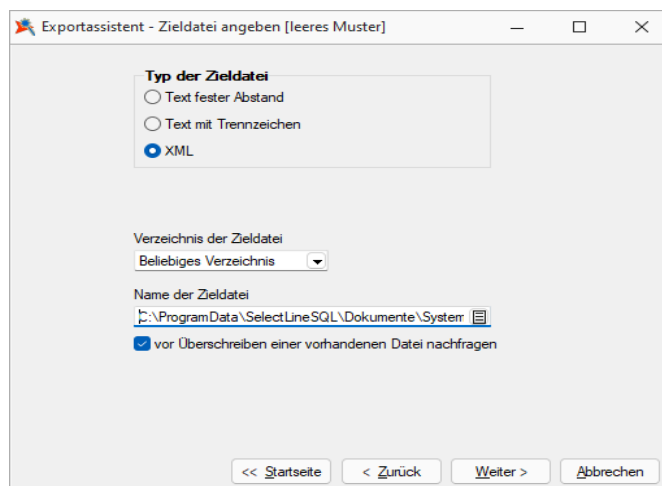 Exportassistent - Zieldatei angeben [leeres Muster]
Typ der Zieldatei
Text fester Abstand
Text mit Trennzeichen
XML
Verzeichnis der Zieldatei
Beliebiges Verzeichnis
Name der Zieldatei
C:\ProgramData\SelectLineSQL\Dokumente\System
vor Überschreiben einer vorhandenen Datei nachfragen
<< Startseite < Zurück Weiter > Abbrechen